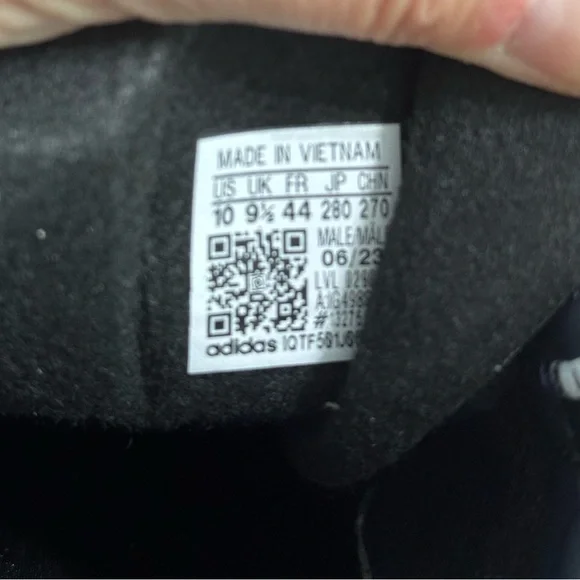 MADE IN VIETNAM
US UK FR JP CHN
10 9½ 44 280 270
MALE/MÂLE
06/23
LVL
#
adidas